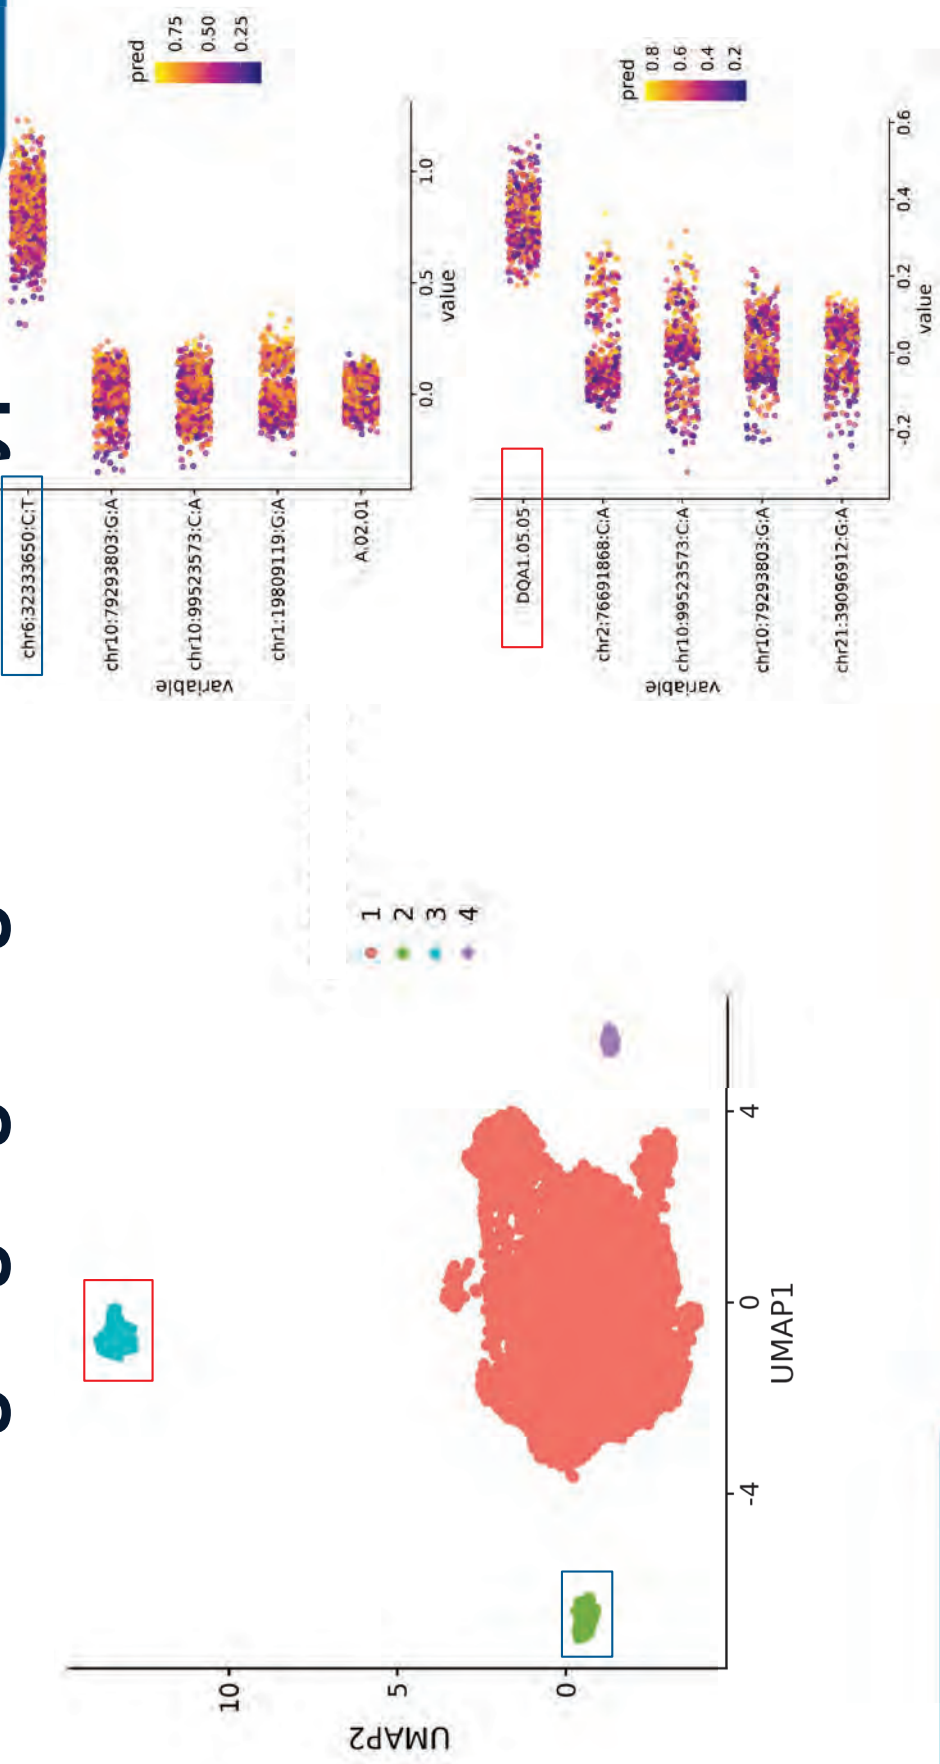 chr6:32333650:C:T
chr10:79293803:G:A
chr10:99523573:C:A
chr1:19809119:G:A
A.02.01
variable
0.0
0.5
1.0
value
pred
0.75
0.50
0.25
DQA1.05.05
chr2:76691868:C:A
chr10:99523573:C:A
chr10:79293803:G:A
chr21:39096912:G:A
variable
-0.2
0.0
0.2
0.4
0.6
value
pred
0.8
0.6
0.4
0.2
UMAP2
10
5
0
-4
0
4
UMAP1
1
2
3
4